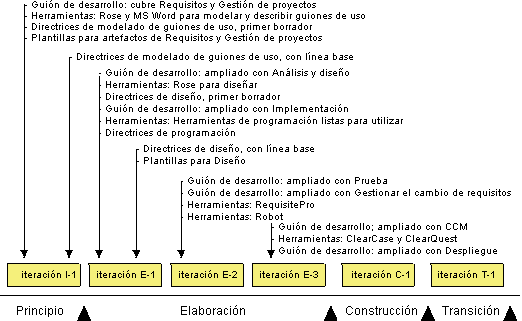 Guión de desarrollo: cubre Requisitos y Gestión de proyectos
Herramientas: Rose y MS Word para modelar y describir guiones de uso
Directrices de modelado de guiones de uso, primer borrador
Plantillas para artefactos de Requisitos y Gestión de proyectos
Directrices de modelado de guiones de uso, con línea base
Guión de desarrollo: ampliado con Análisis y diseño
Herramientas: Rose para diseñar
Directrices de diseño, primer borrador
Guión de desarrollo: ampliado con Implementación
Herramientas: Herramientas de programación listas para utilizar
Directrices de programación
Directrices de diseño, con línea base
Plantillas para Diseño
Guión de desarrollo: ampliado con Prueba
Guión de desarrollo: ampliado con Gestionar el cambio de requisitos
Herramientas: RequisitePro
Herramientas: Robot
Guión de desarrollo; ampliado con CCM
Herramientas: ClearCase y ClearQuest
Guión de desarrollo: ampliado con Despliegue
iteración I-1 iteración E-1 iteración E-2 iteración E-3 iteración C-1 iteración T-1
Principio Elaboración Construcción Transición